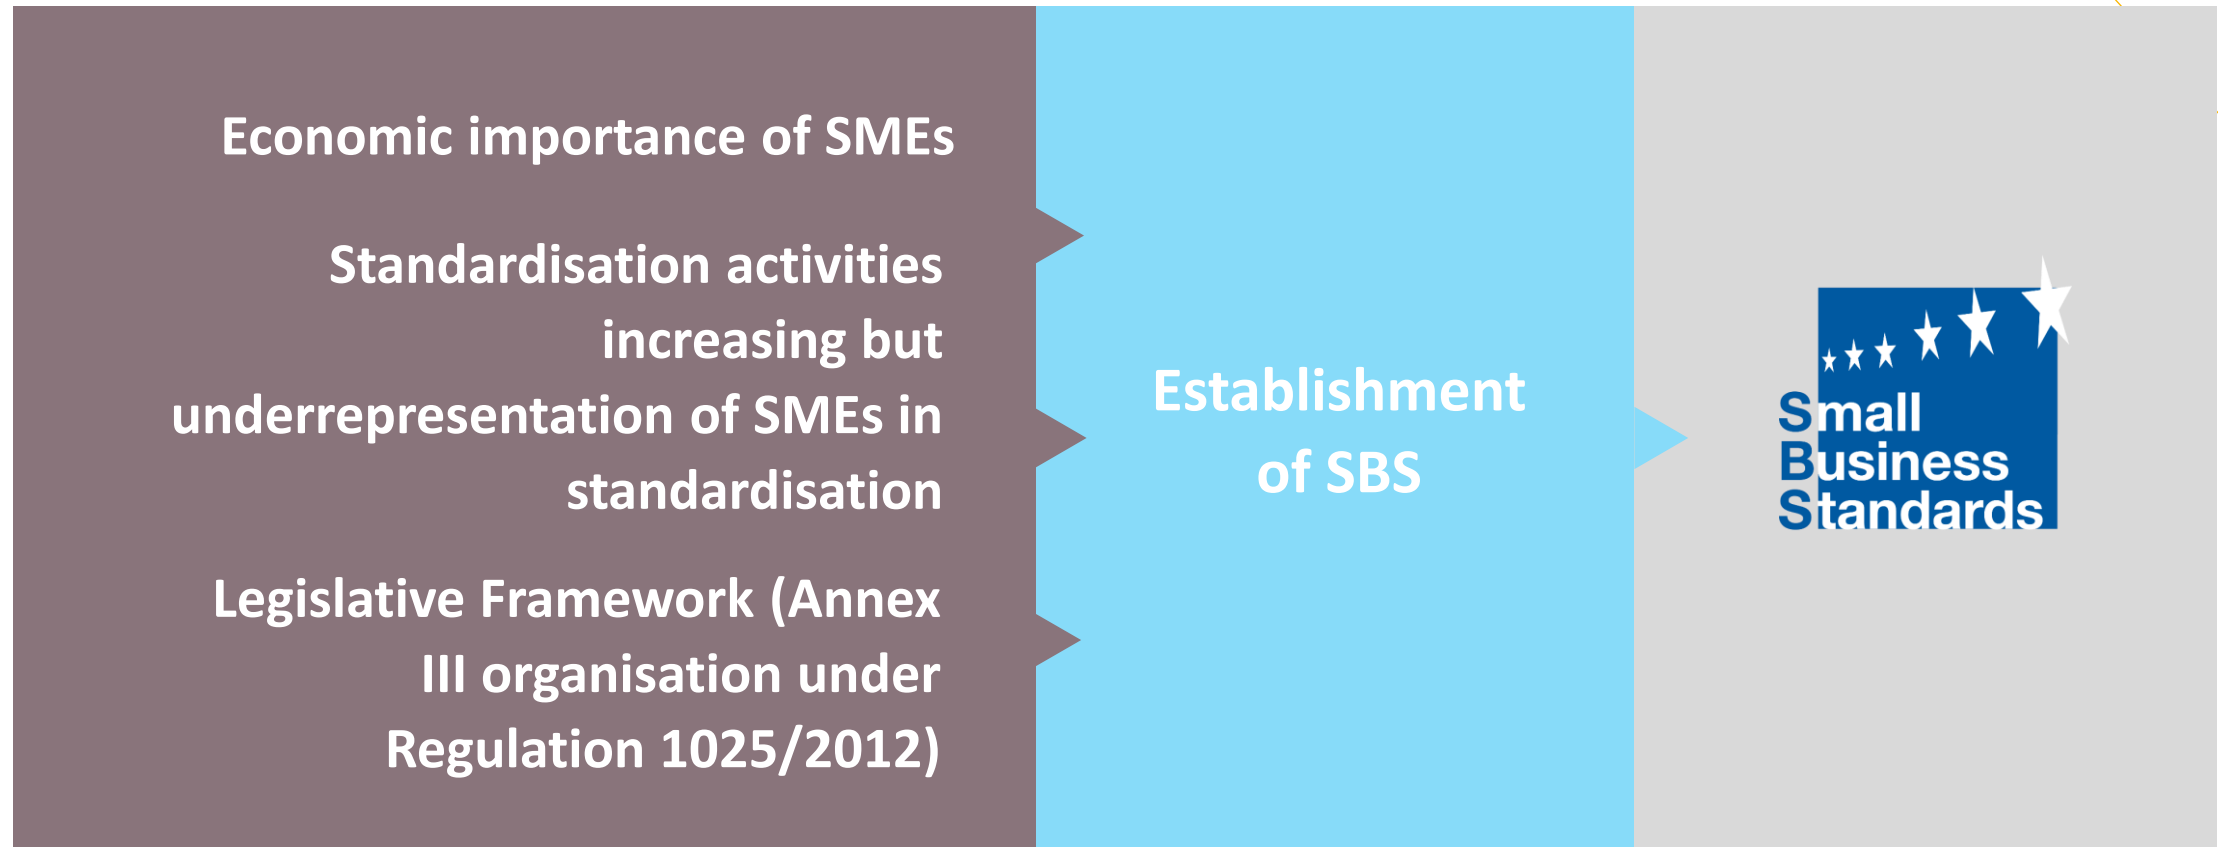 Economic importance of SMEs
Standardisation activities
increasing but
underrepresentation of SMEs in
standardisation
Legislative Framework (Annex
III organisation under
Regulation 1025/2012)
Establishment
of SBS
Small
Business
Standards